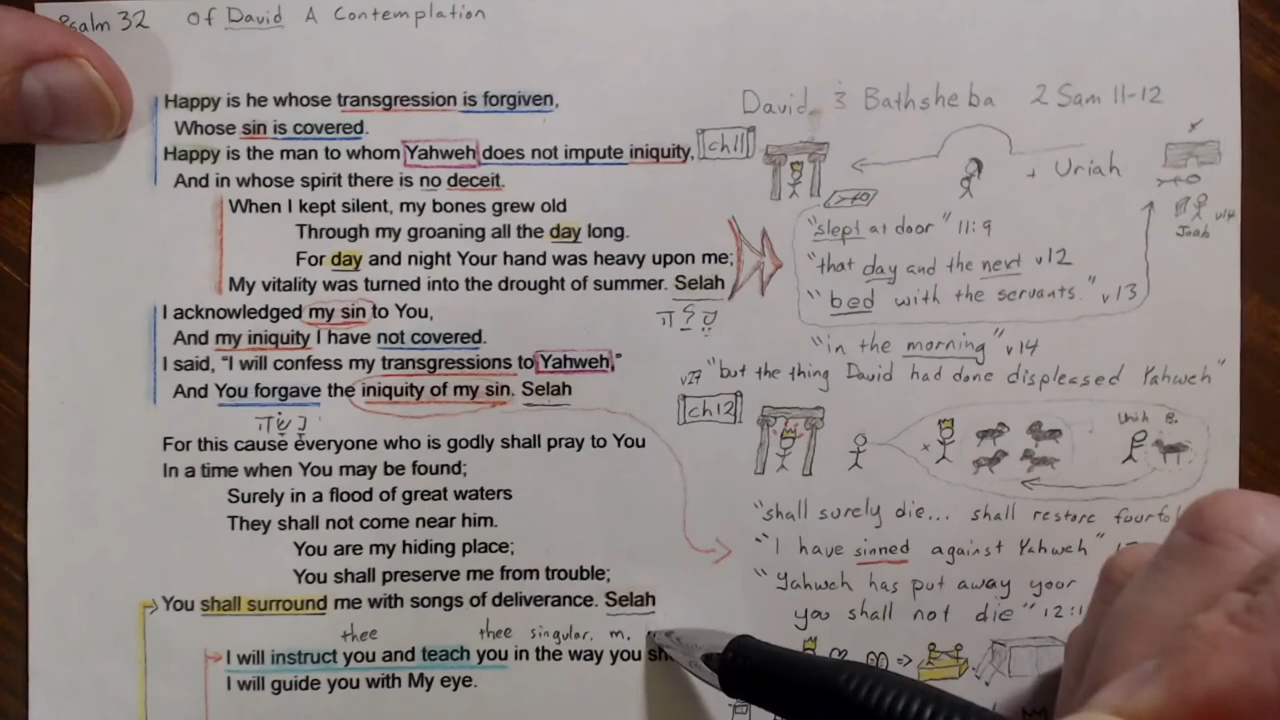 Psalm 32 Of David A Contemplation
Happy is he whose transgression is forgiven,
Whose sin is covered.
Happy is the man to whom Yahweh does not impute iniquity,
And in whose spirit there is no deceit.
When I kept silent, my bones grew old
Through my groaning all the day long.
For day and night Your hand was heavy upon me;
My vitality was turned into the drought of summer. Selah
I acknowledged my sin to You,
And my iniquity I have not covered.
I said, “I will confess my transgressions to Yahweh,”
And You forgave the iniquity of my sin. Selah
For this cause everyone who is godly shall pray to You
In a time when You may be found;
Surely in a flood of great waters
They shall not come near him.
You are my hiding place;
You shall preserve me from trouble;
You shall surround me with songs of deliverance. Selah
thee thee singular. m.
I will instruct you and teach you in the way you
I will guide you with My eye.
David & Bathsheba 2 Sam 11-12
ch11
+ Uriah
v14
Joab
"slept at door" 11:9
"that day and the next v12
"bed with the servants." v13
"in the morning" v14
v27 "but the thing David had done displeased Yahweh"
ch12
Uriah B.
"shall surely die... shall restore
"I have sinned against Yahweh"
"Yahweh has put away your
you shall not die" 12:1